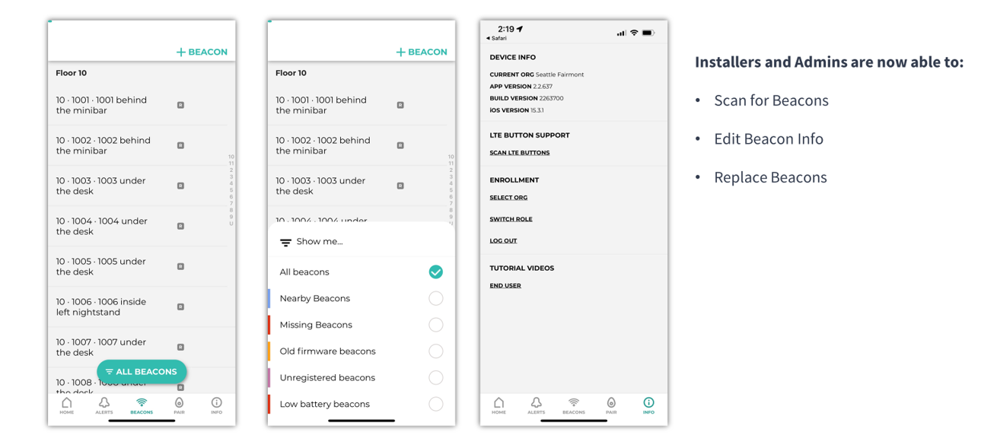 + BEACON
Floor 10
10 · 1001 · 1001 behind
the minibar
R
10 · 1002 · 1002 behind
the minibar
R
10 · 1003 · 1003 under
the desk
R
10 · 1004 · 1004 under
the desk
R
10 · 1005 · 1005 under
the desk
R
10 · 1006 · 1006 inside
left nightstand
R
10 · 1007 · 1007 under
the desk
R
10 · 1008 ·
R
10
11
2
3
4
5
6
7
8
9
U
ALL BEACONS
HOME
ALERTS
BEACONS
PAIR
INFO
+ BEACON
Floor 10
10 · 1001 · 1001 behind
the minibar
R
10 · 1002 · 1002 behind
the minibar
R
10 · 1003 · 1003 under
the desk
R
10 · 1004 · 1004 under
10
11
2
3
4
5
6
7
8
9
U
Show me...
All beacons
Nearby Beacons
Missing Beacons
Old firmware beacons
Unregistered beacons
Low battery beacons
2:19
◄ Safari
DEVICE INFO
CURRENT ORG Seattle Fairmont
APP VERSION 2.2.637
BUILD VERSION 2263700
iOS VERSION 15.3.1
LTE BUTTON SUPPORT
SCAN LTE BUTTONS
ENROLLMENT
SELECT ORG
SWITCH ROLE
LOG OUT
TUTORIAL VIDEOS
END USER
HOME
ALERTS
BEACONS
PAIR
INFO
Installers and Admins are now able to:
• Scan for Beacons
• Edit Beacon Info
• Replace Beacons